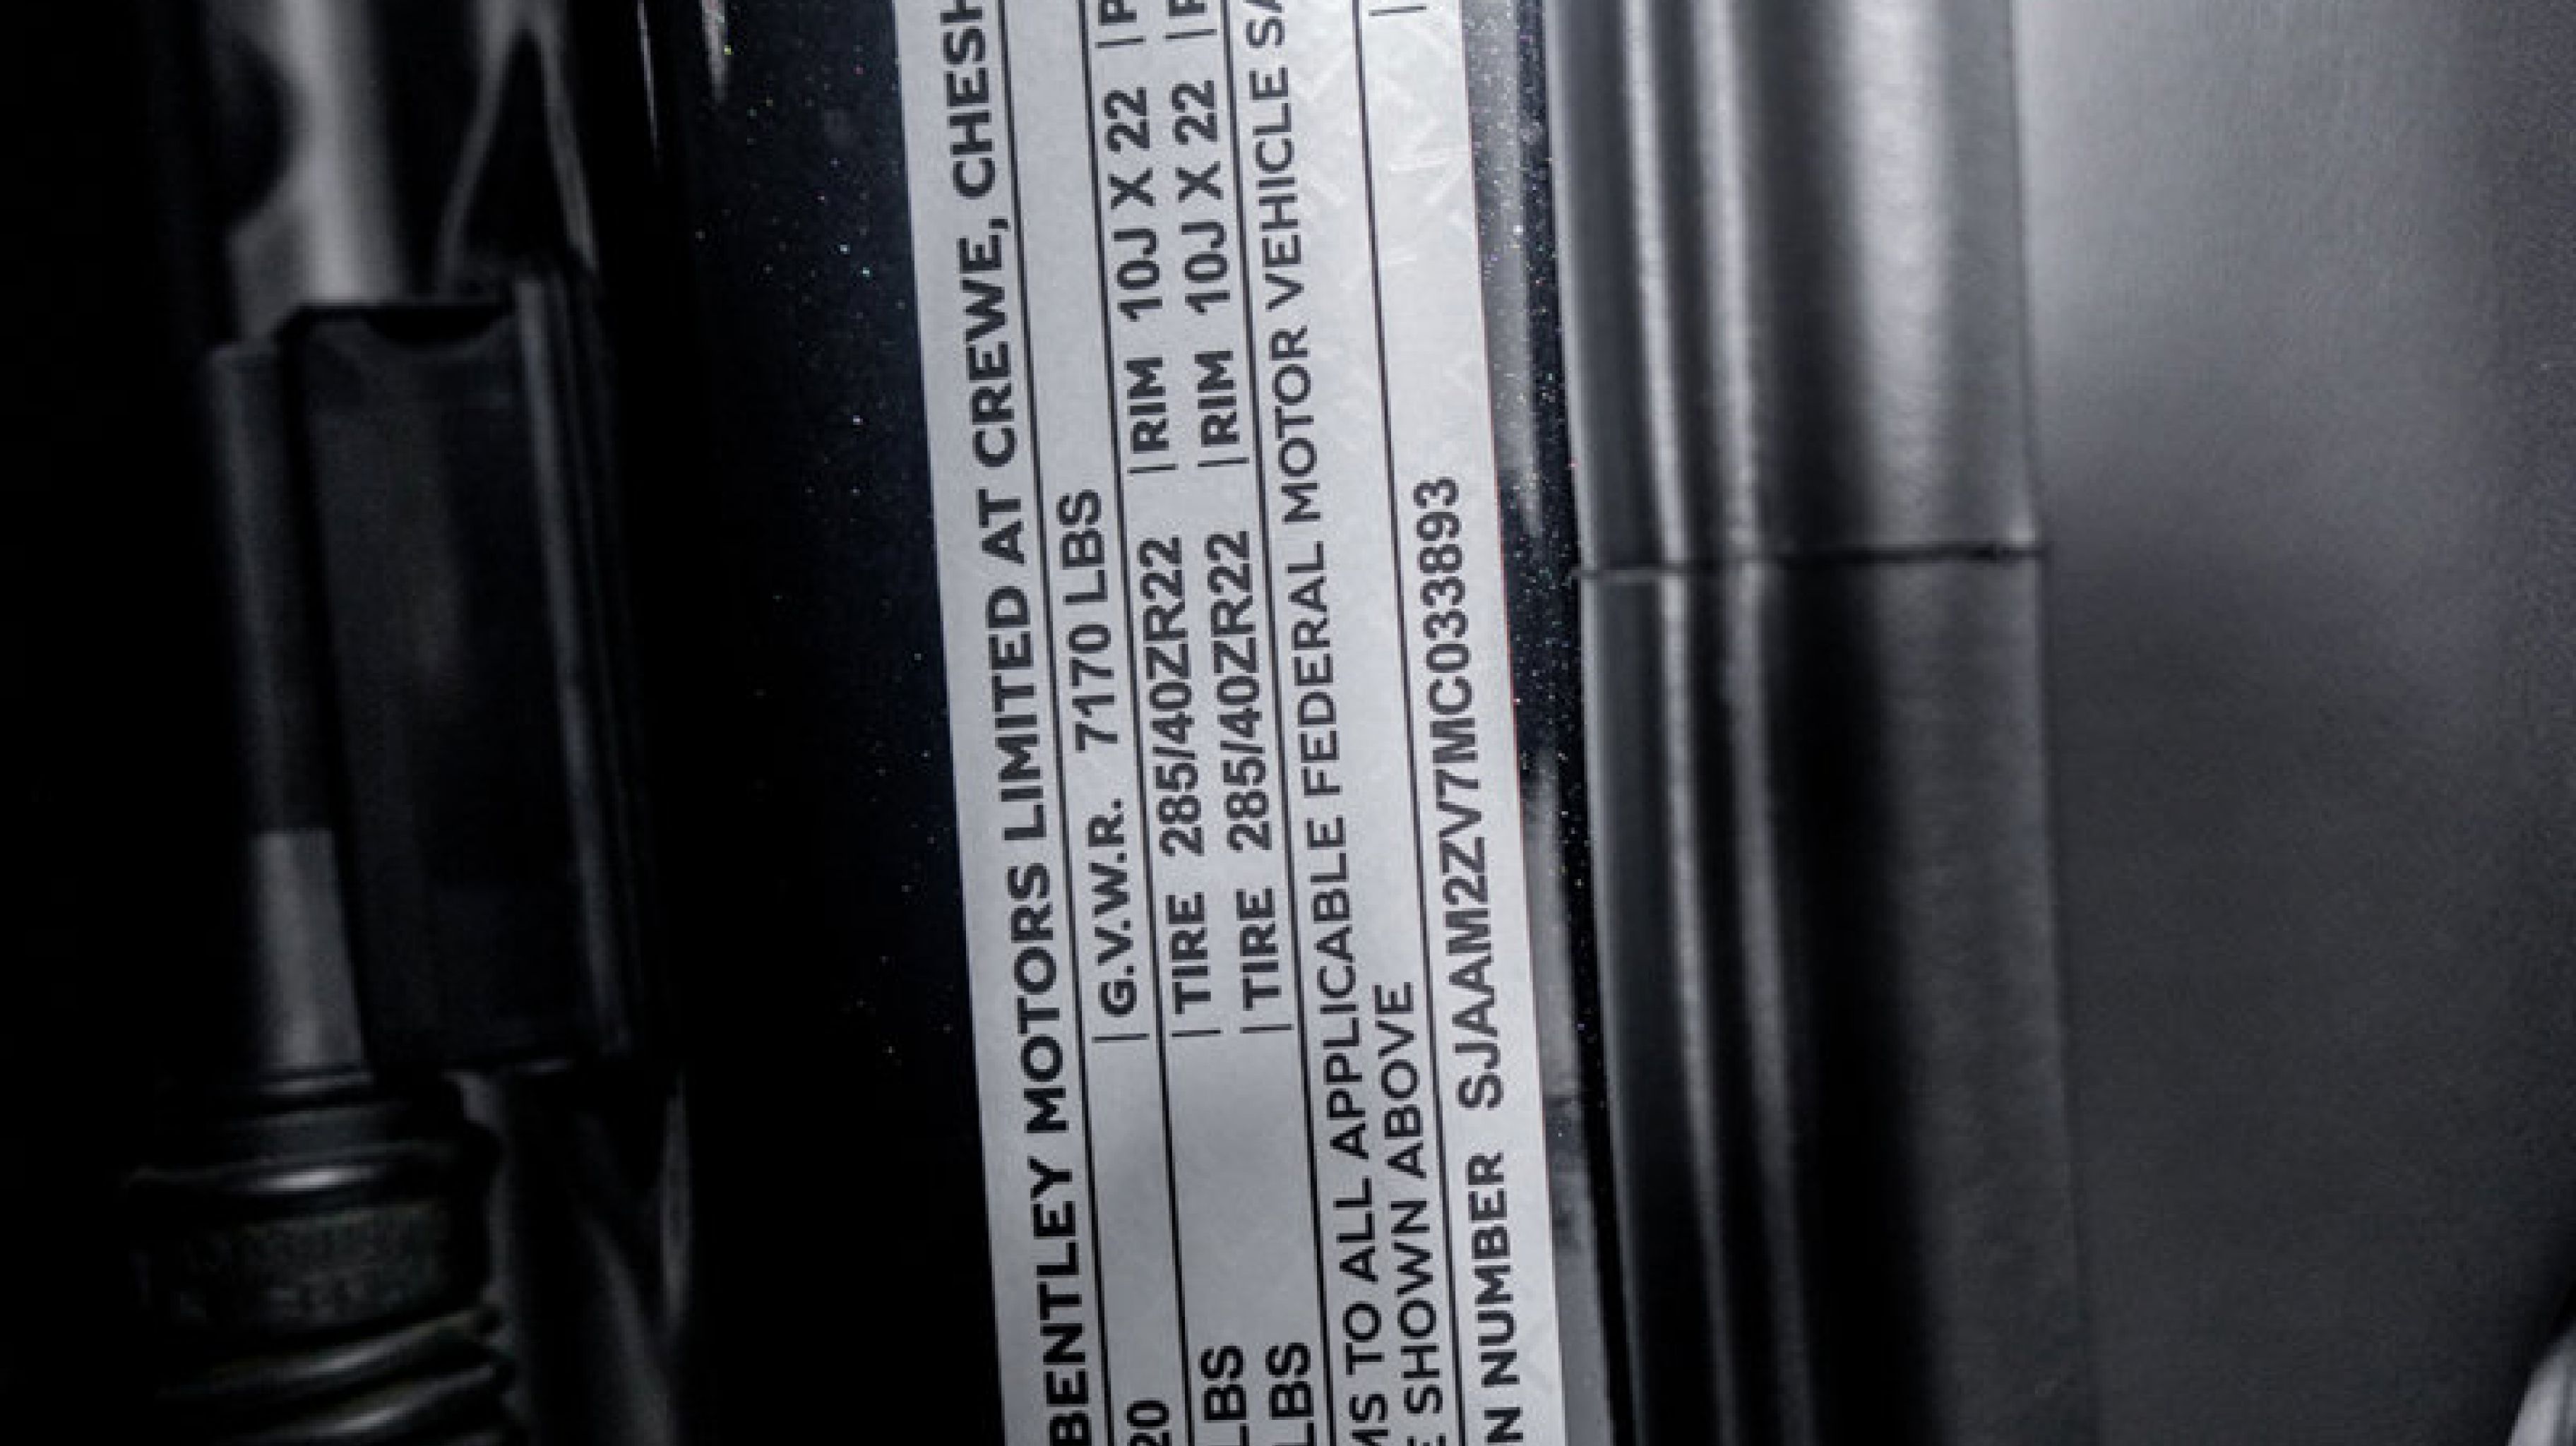 BENTLEY MOTORS LIMITED AT CREWE, CHESH
20 | G.V.W.R. 7170 LBS
LBS | TIRE 285/40ZR22 | RIM 10J X 22 | P
LBS | TIRE 285/40ZR22 | RIM 10J X 22 | P
MS TO ALL APPLICABLE FEDERAL MOTOR VEHICLE SA
E SHOWN ABOVE
N NUMBER SJAAM2ZV7MC033893 |